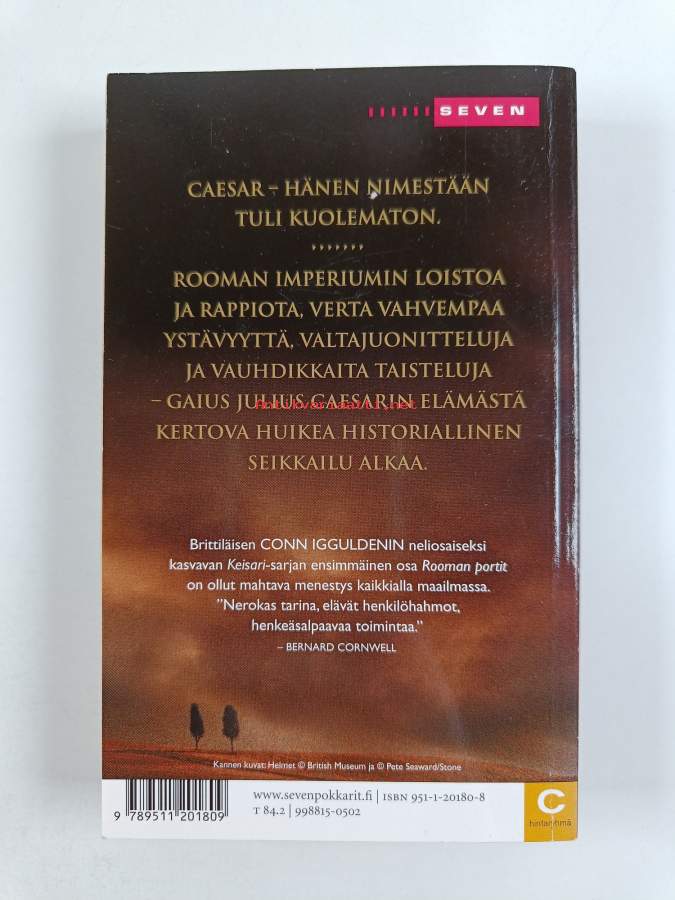 SEVEN
CAESAR – HÄNEN NIMESTÄÄN
TULI KUOLEMATON.
,,,,,,,
ROOMAN IMPERIUMIN LOISTOA
JA RAPPIOTA, VERTA VAHVEMPAA
YSTÄVYYTTÄ, VALTAJUONITTELUJA
JA VAUHDIKKAITA TAISTELUJA
– GAIUS JULIUS CAESARIN ELÄMÄSTÄ
Antikvariaatti.net
KERTOVA HUIKEA HISTORIALLINEN
SEIKKAILU ALKAA.
Brittiläisen CONN IGGULDENIN neliosaiseksi
kasvavan Keisari-sarjan ensimmäinen osa Rooman portit
on ollut mahtava menestys kaikkialla maailmassa.
”Nerokas tarina, elävät henkilöhahmot,
henkeäsalpaavaa toimintaa.”
– BERNARD CORNWELL
Kannen kuvat: Helmet © British Museum ja © Pete Seaward/Stone
www.sevenpokkarit.fi | ISBN 951-1-20180-8
T 84.2 | 998815-0502
9 789511 201809
C
hintaryhmä